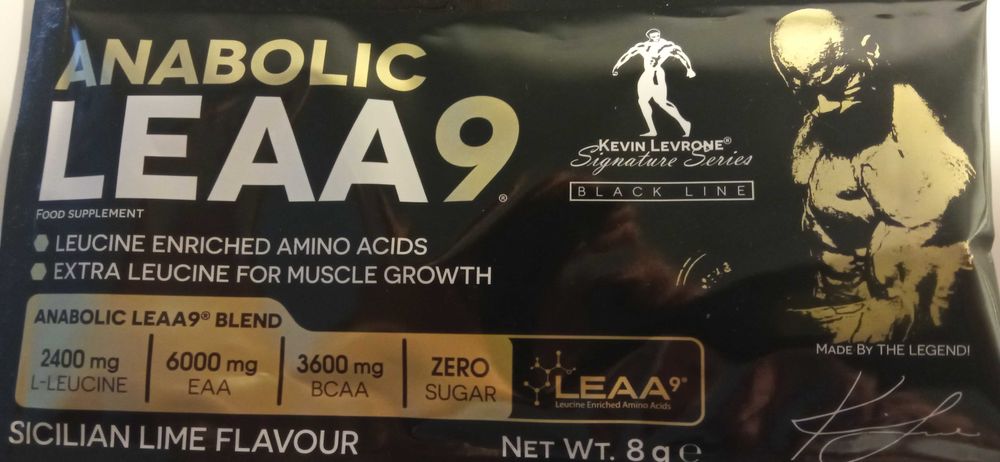 ANABOLIC
LEAA9®
FOOD SUPPLEMENT
LEUCINE ENRICHED AMINO ACIDS
EXTRA LEUCINE FOR MUSCLE GROWTH
ANABOLIC LEAA9® BLEND
2400 mg
L-LEUCINE
6000 mg
EAA
3600 mg
BCAA
ZERO
SUGAR
LEAA9®
Leucine Enriched Amino Acids
SICILIAN LIME FLAVOUR
NET WT. 8 g e
KEVIN LEVRONE®
Signature Series
BLACK LINE
MADE BY THE LEGEND!